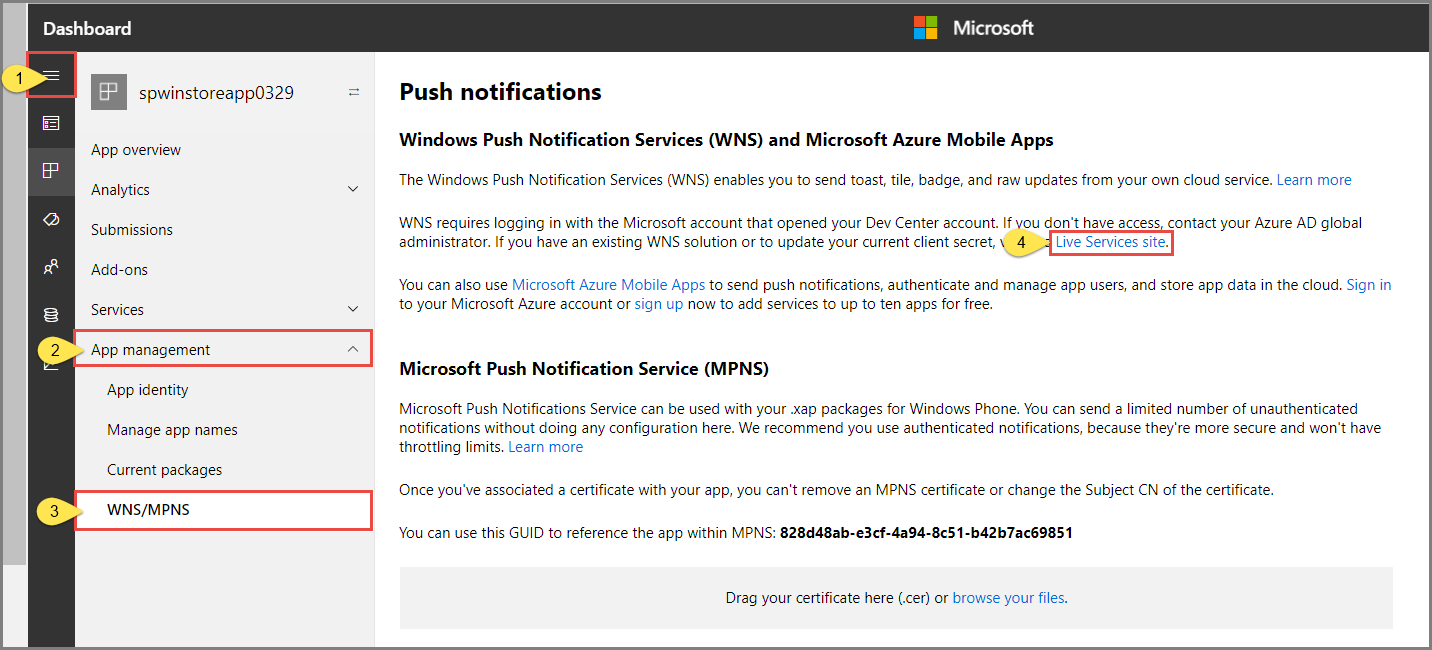 Dashboard
Microsoft
1
spwinstoreapp0329
App overview
Analytics
Submissions
Add-ons
Services
2
App management
App identity
Manage app names
Current packages
3
WNS/MPNS
Push notifications
Windows Push Notification Services (WNS) and Microsoft Azure Mobile Apps
The Windows Push Notification Services (WNS) enables you to send toast, tile, badge, and raw updates from your own cloud service. Learn more
WNS requires logging in with the Microsoft account that opened your Dev Center account. If you don't have access, contact your Azure AD global
administrator. If you have an existing WNS solution or to update your current client secret, 4 Live Services site.
You can also use Microsoft Azure Mobile Apps to send push notifications, authenticate and manage app users, and store app data in the cloud. Sign in
to your Microsoft Azure account or sign up now to add services to up to ten apps for free.
Microsoft Push Notification Service (MPNS)
Microsoft Push Notifications Service can be used with your .xap packages for Windows Phone. You can send a limited number of unauthenticated
notifications without doing any configuration here. We recommend you use authenticated notifications, because they're more secure and won't have
throttling limits. Learn more
Once you've associated a certificate with your app, you can't remove an MPNS certificate or change the Subject CN of the certificate.
You can use this GUID to reference the app within MPNS: 828d48ab-e3cf-4a94-8c51-b42b7ac69851
Drag your certificate here (.cer) or browse your files.